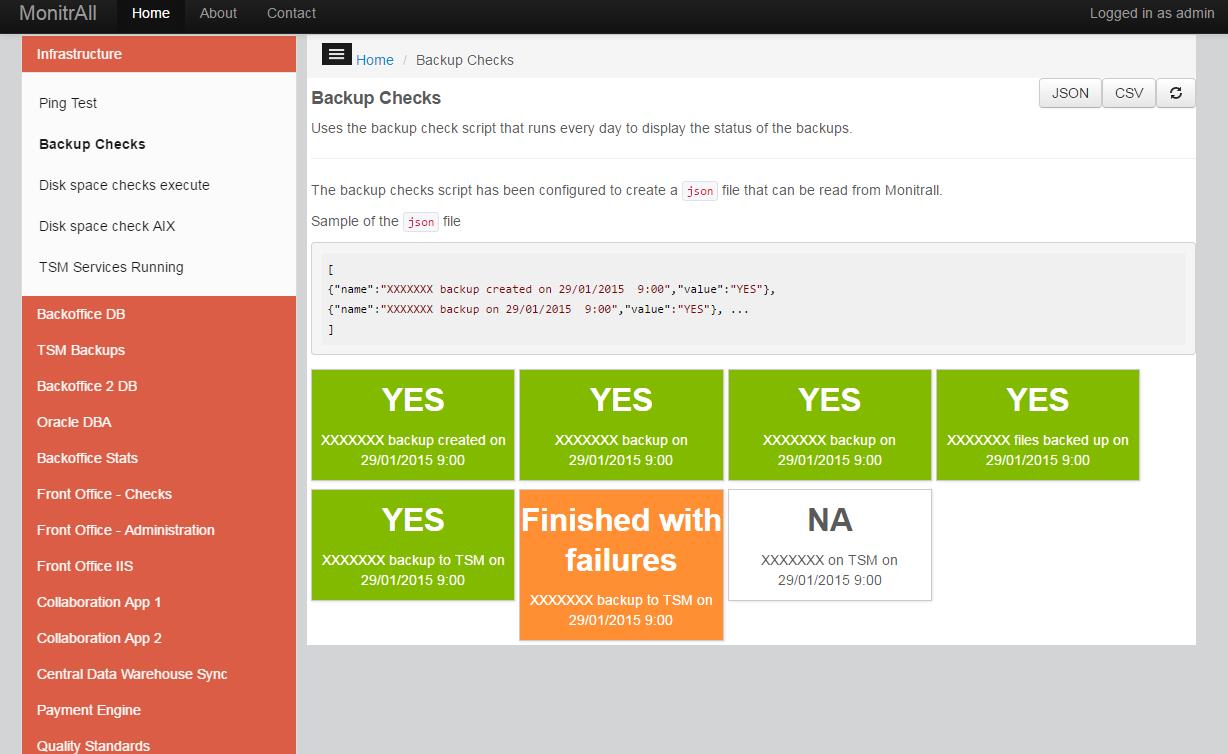 MonitrAll Home About Contact Logged in as admin
Infrastructure
Ping Test
Backup Checks
Disk space checks execute
Disk space check AIX
TSM Services Running
Backoffice DB
TSM Backups
Backoffice 2 DB
Oracle DBA
Backoffice Stats
Front Office - Checks
Front Office - Administration
Front Office IIS
Collaboration App 1
Collaboration App 2
Central Data Warehouse Sync
Payment Engine
Quality Standards
Home / Backup Checks
JSON CSV
Backup Checks
Uses the backup check script that runs every day to display the status of the backups.
The backup checks script has been configured to create a json file that can be read from Monitrall.
Sample of the json file
[
{"name":"XXXXXXX backup created on 29/01/2015  9:00","value":"YES"},
{"name":"XXXXXXX backup on 29/01/2015  9:00","value":"YES"}, ...
]
YES
XXXXXXX backup created on
29/01/2015 9:00
YES
XXXXXXX backup on
29/01/2015 9:00
YES
XXXXXXX backup on
29/01/2015 9:00
YES
XXXXXXX files backed up on
29/01/2015 9:00
YES
XXXXXXX backup to TSM on
29/01/2015 9:00
Finished with
failures
XXXXXXX backup to TSM on
29/01/2015 9:00
NA
XXXXXXX on TSM on
29/01/2015 9:00